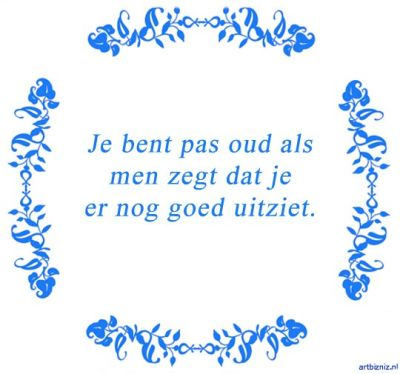 Je bent pas oud als
men zegt dat je
er nog goed uitziet.
artbizniz.nl